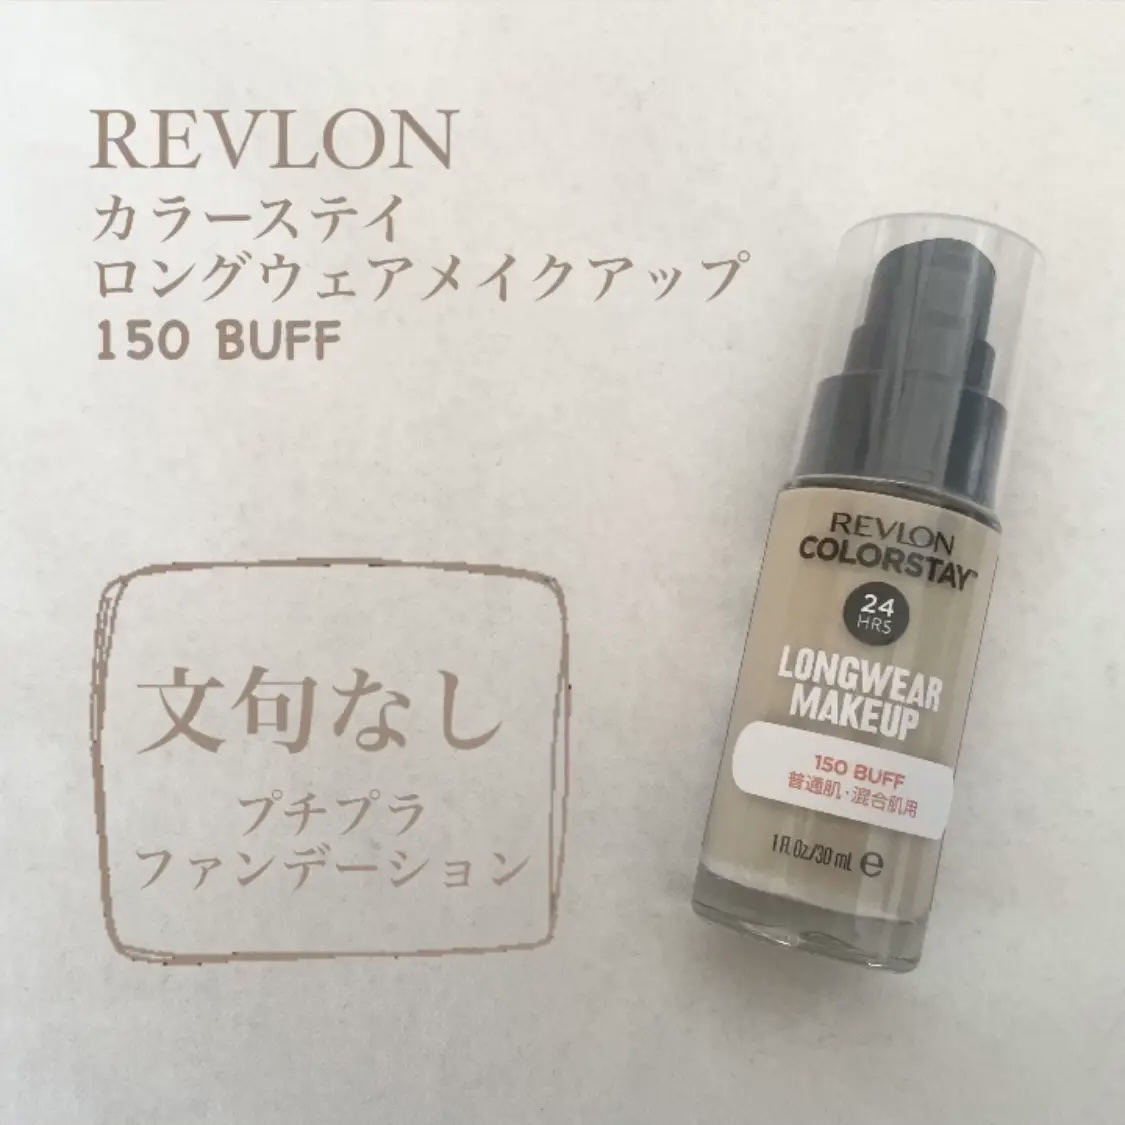 REVLON
カラーステイ
ロングウェアメイクアップ
150 BUFF
文句なし
プチプラ
ファンデーション
REVLON
COLORSTAY™
24
HRS
LONGWEAR
MAKEUP
150 BUFF
普通肌・混合肌用
1 FL.Oz./30 mL ℮